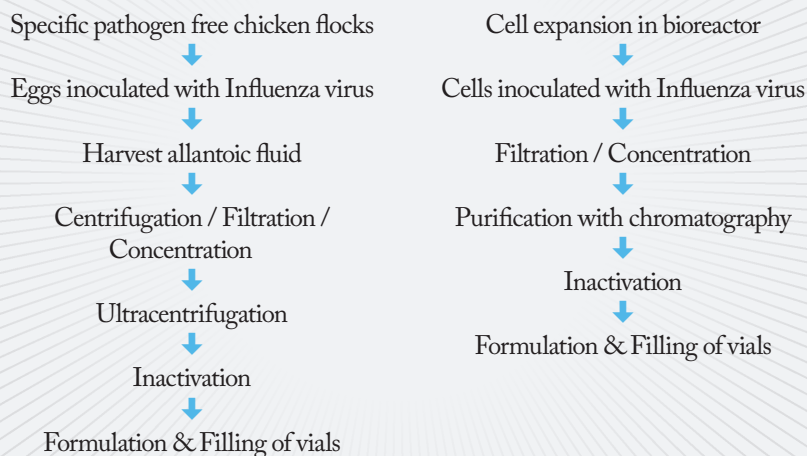 Specific pathogen free chicken flocks
Eggs inoculated with Influenza virus
Harvest allantoic fluid
Centrifugation / Filtration /
Concentration
Ultracentrifugation
Inactivation
Formulation & Filling of vials
Cell expansion in bioreactor
Cells inoculated with Influenza virus
Filtration / Concentration
Purification with chromatography
Inactivation
Formulation & Filling of vials